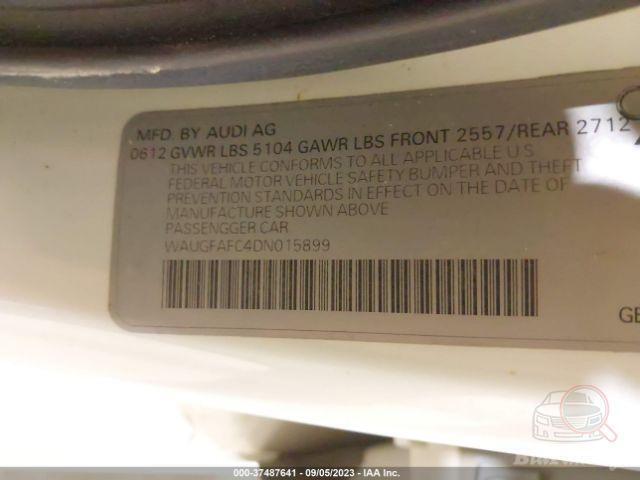 MFD. BY AUDI AG
0612 GVWR LBS 5104 GAWR LBS FRONT 2557/REAR 2712
THIS VEHICLE CONFORMS TO ALL APPLICABLE U S
FEDERAL MOTOR VEHICLE SAFETY BUMPER AND THEFT
PREVENTION STANDARDS IN EFFECT ON THE DATE OF
MANUFACTURE SHOWN ABOVE
PASSENGGER CAR
WAUGFAFC4DN015899
000-37487641 - 09/05/2023 - IAA Inc.